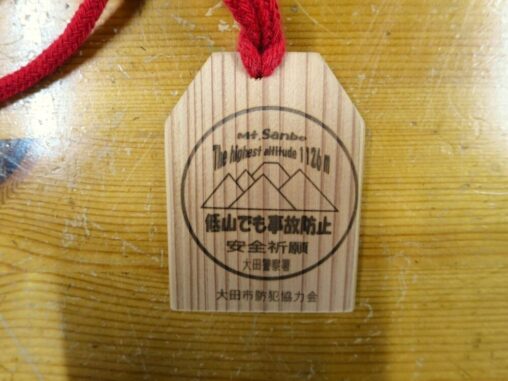 Mt.Sanbe
The highest altitude 1126m
低山でも事故防止
安全祈願
大田警察署
大田市防犯協力会